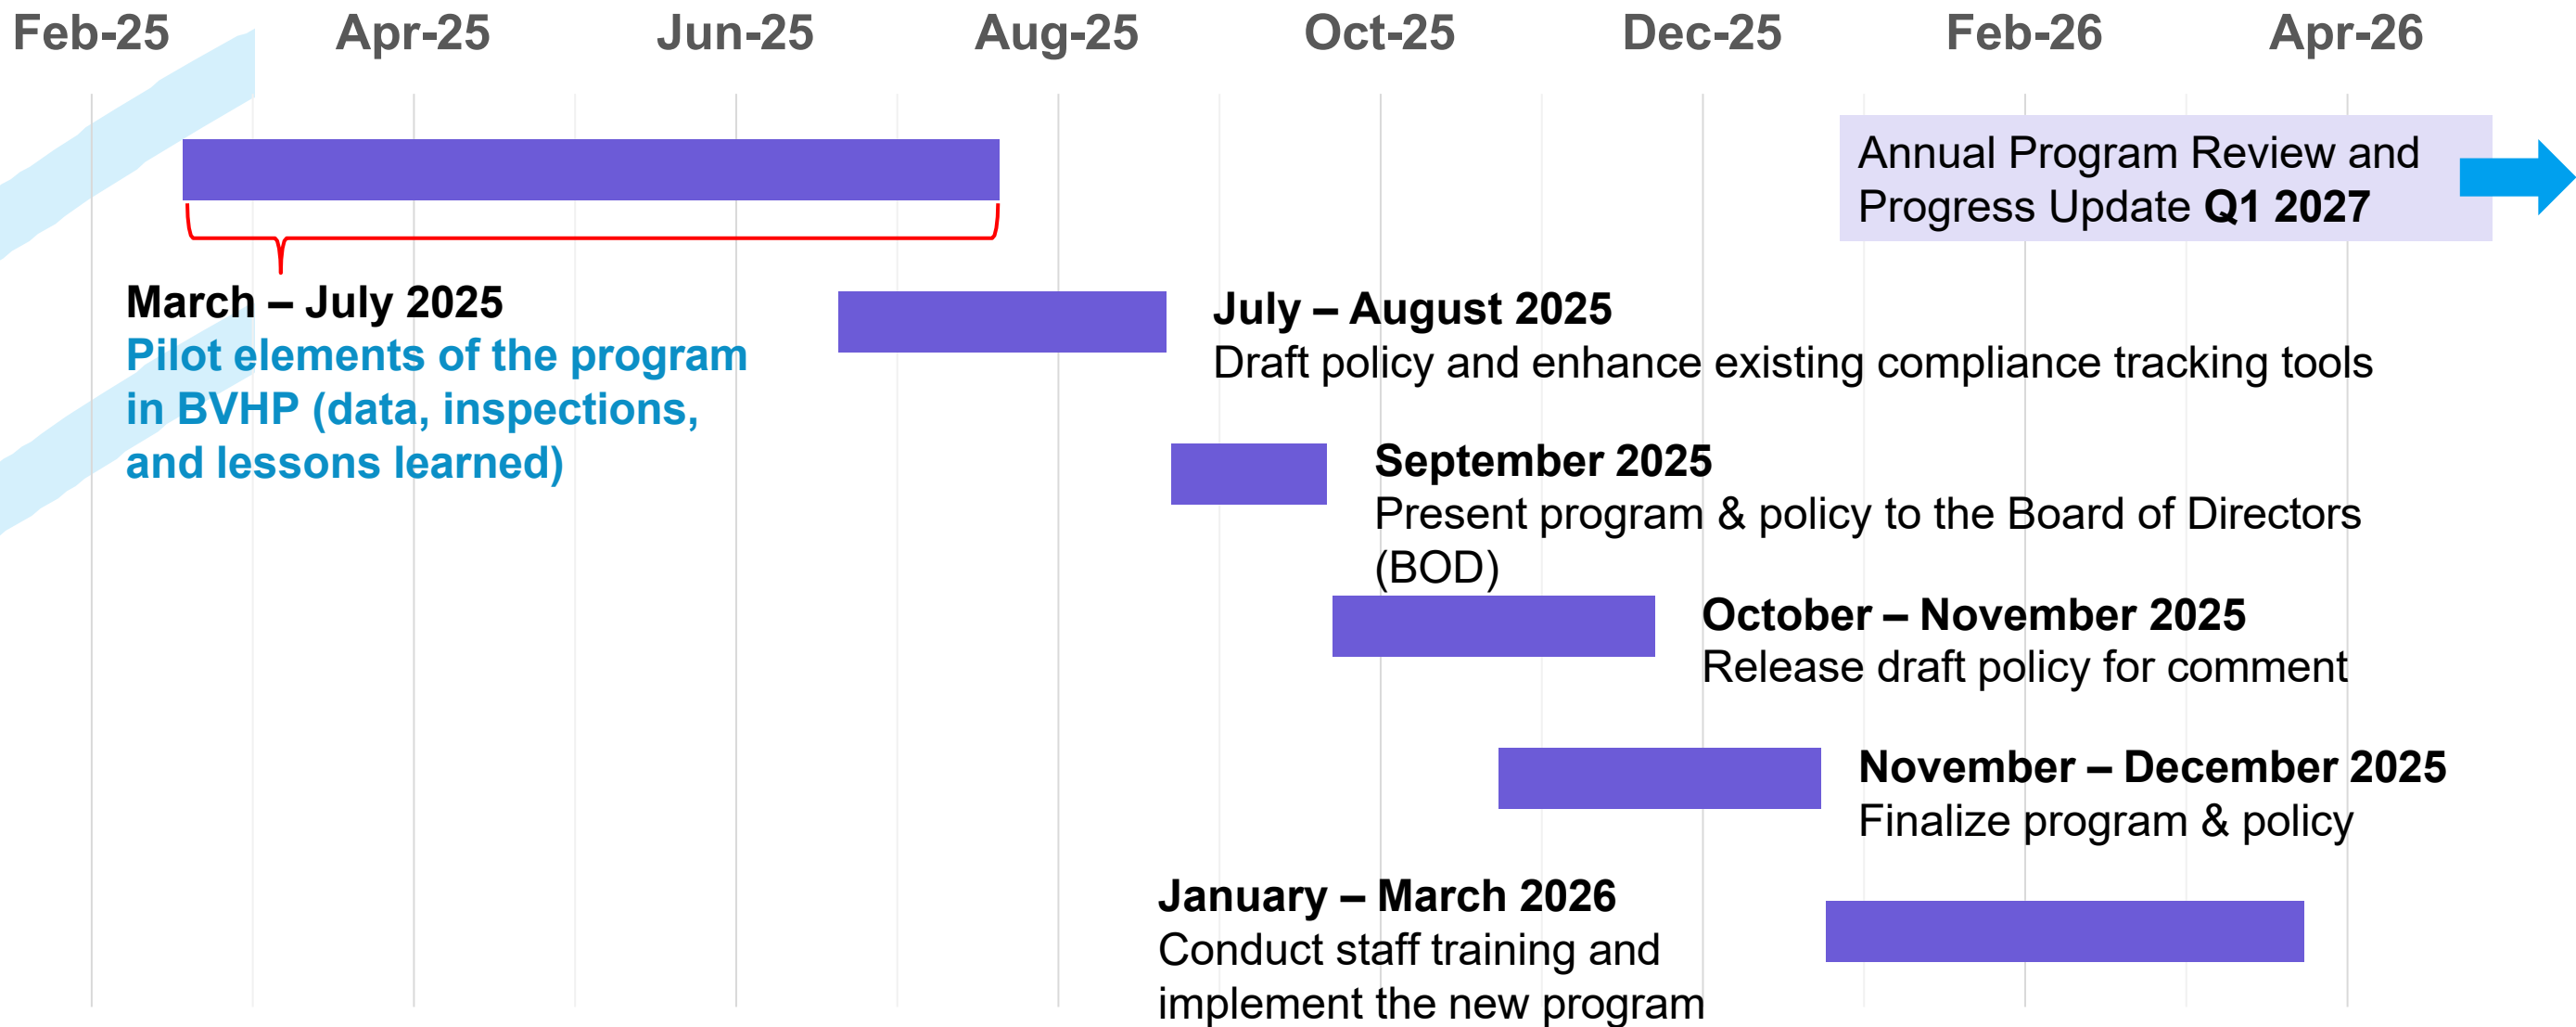 Feb-25 Apr-25 Jun-25 Aug-25 Oct-25 Dec-25 Feb-26 Apr-26
Annual Program Review and
Progress Update Q1 2027
March – July 2025
Pilot elements of the program
in BVHP (data, inspections,
and lessons learned)
July – August 2025
Draft policy and enhance existing compliance tracking tools
September 2025
Present program & policy to the Board of Directors
(BOD)
October – November 2025
Release draft policy for comment
November – December 2025
Finalize program & policy
January – March 2026
Conduct staff training and
implement the new program